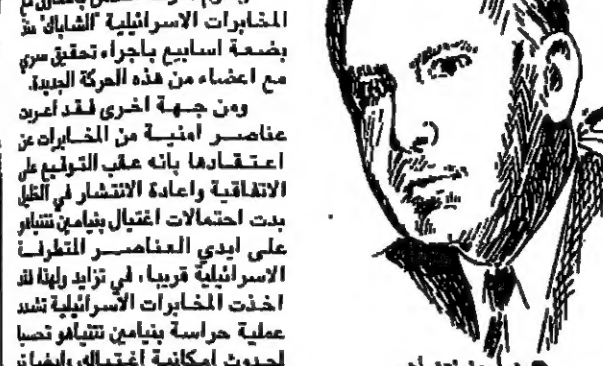 المخابرات الاسرائيلية "الشاباك" منذ
بضعة اسابيع باجراء تحقيق سري
مع اعضاء من هذه الحركة الجديدة.
ومن جهة اخرى فقد اعربت
عناصر امنية من المخابرات عن
اعتقادها بانه عقب التوقيع على
الاتفاقية واعادة الانتشار في الخليل
بدت احتمالات اغتيال بنيامين نتنياهو
على ايدي العناصر المتطرفة
الاسرائيلية قريبا، في تزايد ولهذا فقد
اخذت المخابرات الاسرائيلية تشدد
عملية حراسة بنيامين نتنياهو تحسبا
لحدوث امكانية اغتياله، وايضا